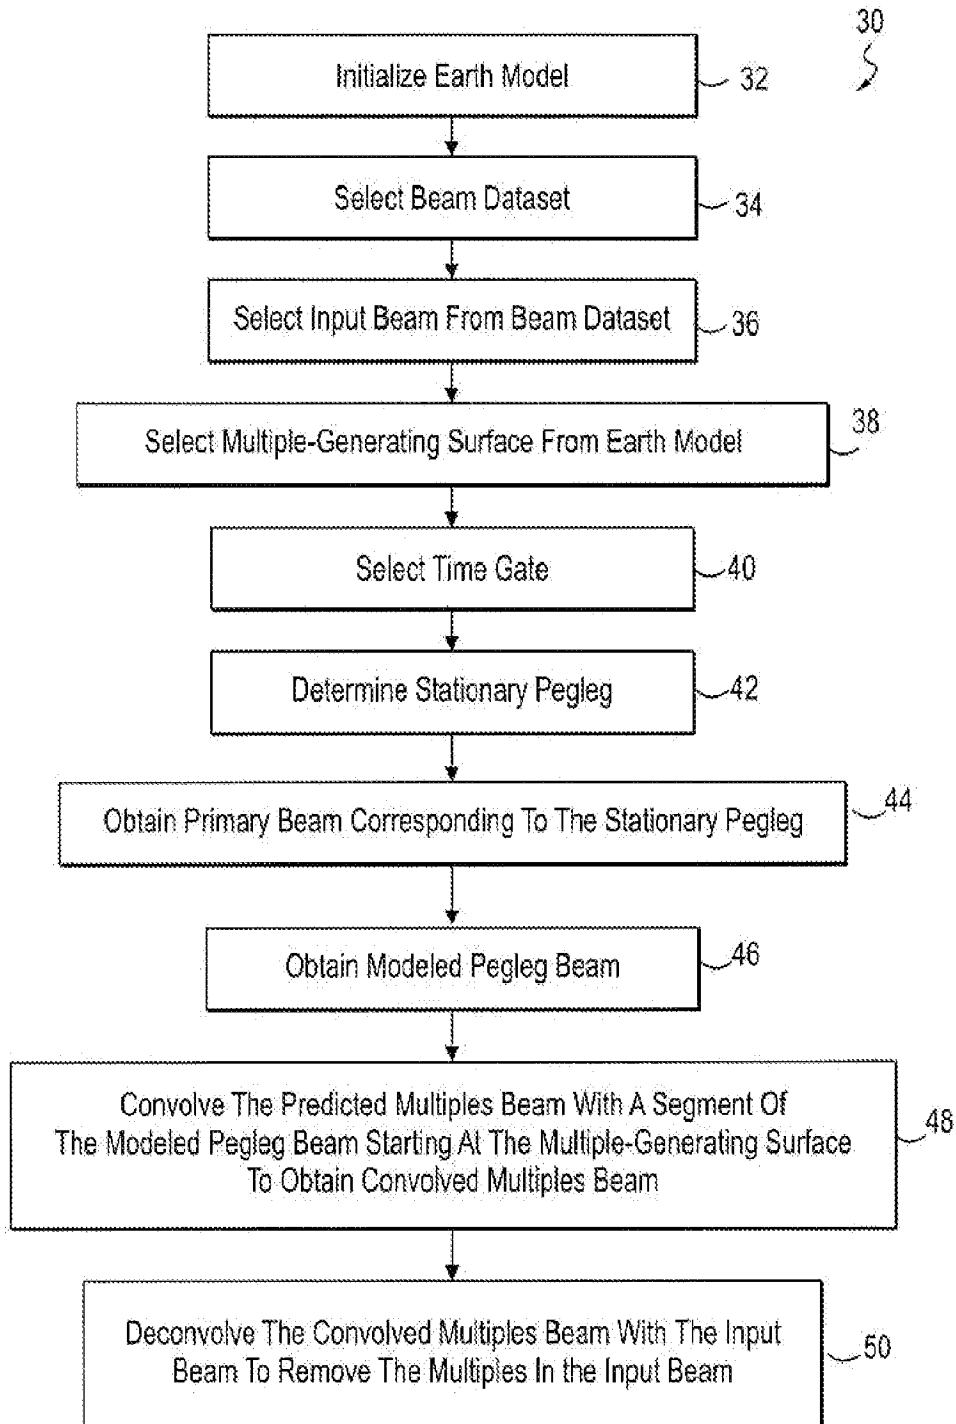 30
Initialize Earth Model
32
Select Beam Dataset
34
Select Input Beam From Beam Dataset
36
Select Multiple-Generating Surface From Earth Model
38
Select Time Gate
40
Determine Stationary Pegleg
42
Obtain Primary Beam Corresponding To The Stationary Pegleg
44
Obtain Modeled Pegleg Beam
46
Convolve The Predicted Multiples Beam With A Segment Of
The Modeled Pegleg Beam Starting At The Multiple-Generating Surface
To Obtain Convolved Multiples Beam
48
Deconvolve The Convolved Multiples Beam With The Input
Beam To Remove The Multiples In the Input Beam
50